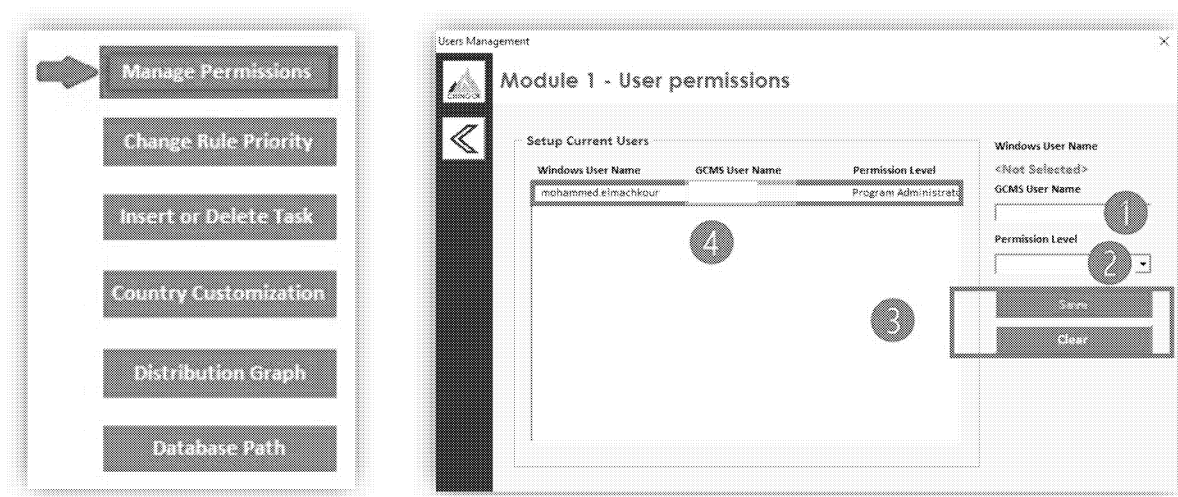 Manage Permissions
Change Rule Priority
Insert or Delete Task
Country Customization
Distribution Graph
Database Path
Users Management
Module 1 - User permissions
Setup Current Users
Windows User Name GCMS User Name Permission Level
mohammed.elmachkour Program Administrato
4
3
Windows User Name
<Not Selected>
GCMS User Name
1
Permission Level
2
Save
Clear